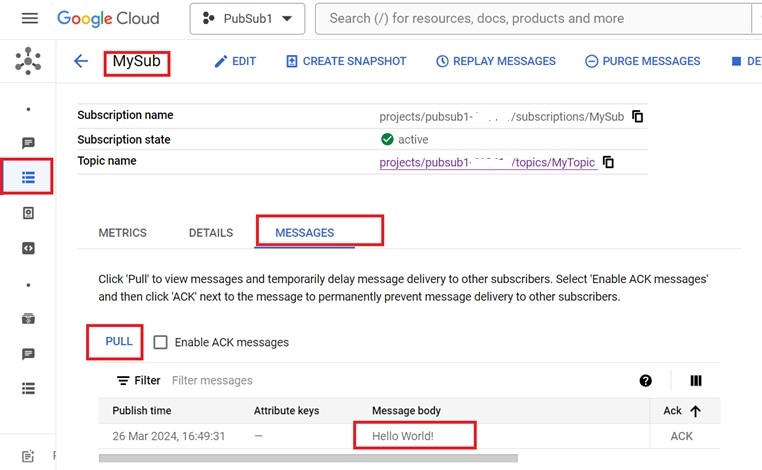 Google Cloud PubSub1 Search (/) for resources, docs, products and more
MySub EDIT CREATE SNAPSHOT REPLAY MESSAGES PURGE MESSAGES DE
Subscription name projects/pubsub1- /subscriptions/MySub
Subscription state active
Topic name projects/pubsub1- /topics/MyTopic
METRICS DETAILS MESSAGES
Click 'Pull' to view messages and temporarily delay message delivery to other subscribers. Select 'Enable ACK messages'
and then click 'ACK' next to the message to permanently prevent message delivery to other subscribers.
PULL Enable ACK messages
Filter Filter messages
Publish time Attribute keys Message body Ack
26 Mar 2024, 16:49:31 — Hello World! ACK